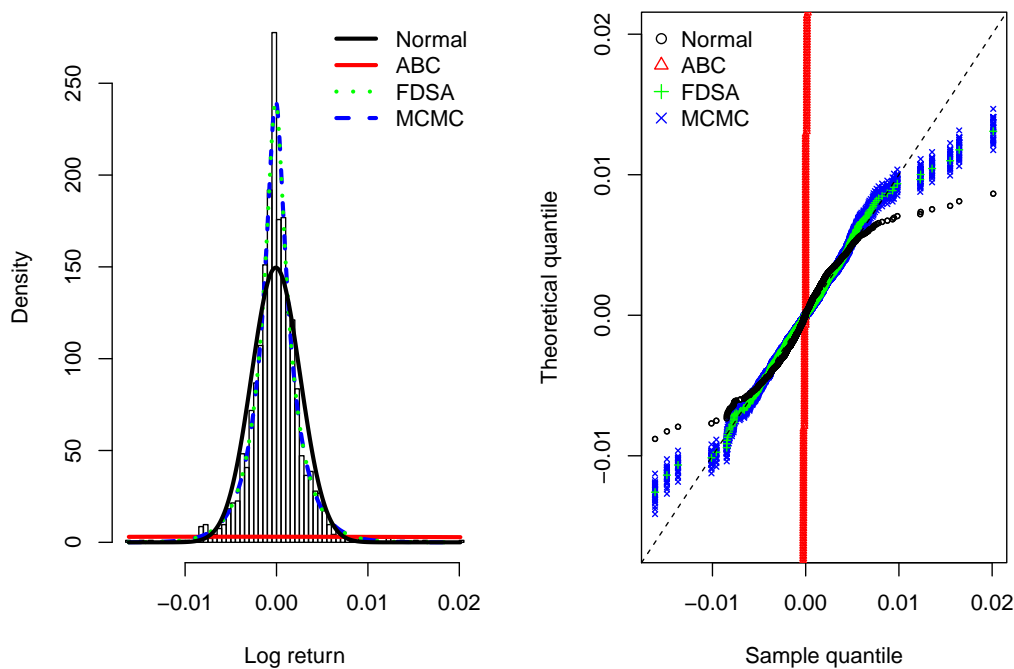 Normal
ABC
FDSA
MCMC
Density
0
50
100
150
200
250
−0.01
0.00
0.01
0.02
Log return
Normal
ABC
FDSA
MCMC
Theoretical quantile
−0.01
0.00
0.01
0.02
−0.01
0.00
0.01
0.02
Sample quantile